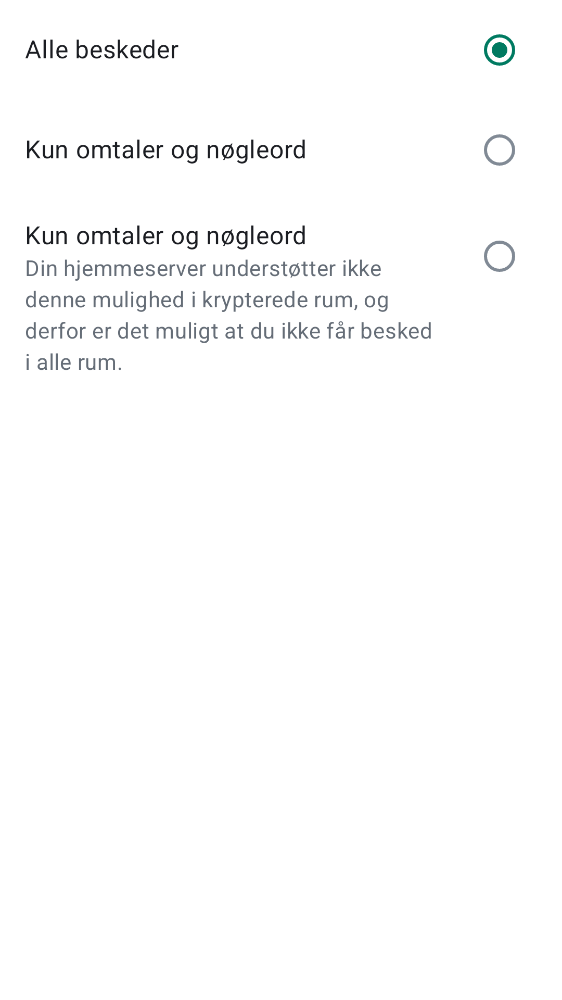 Alle beskeder
Kun omtaler og nøgleord
Kun omtaler og nøgleord
Din hjemmeserver understøtter ikke
denne mulighed i krypterede rum, og
derfor er det muligt at du ikke får besked
i alle rum.